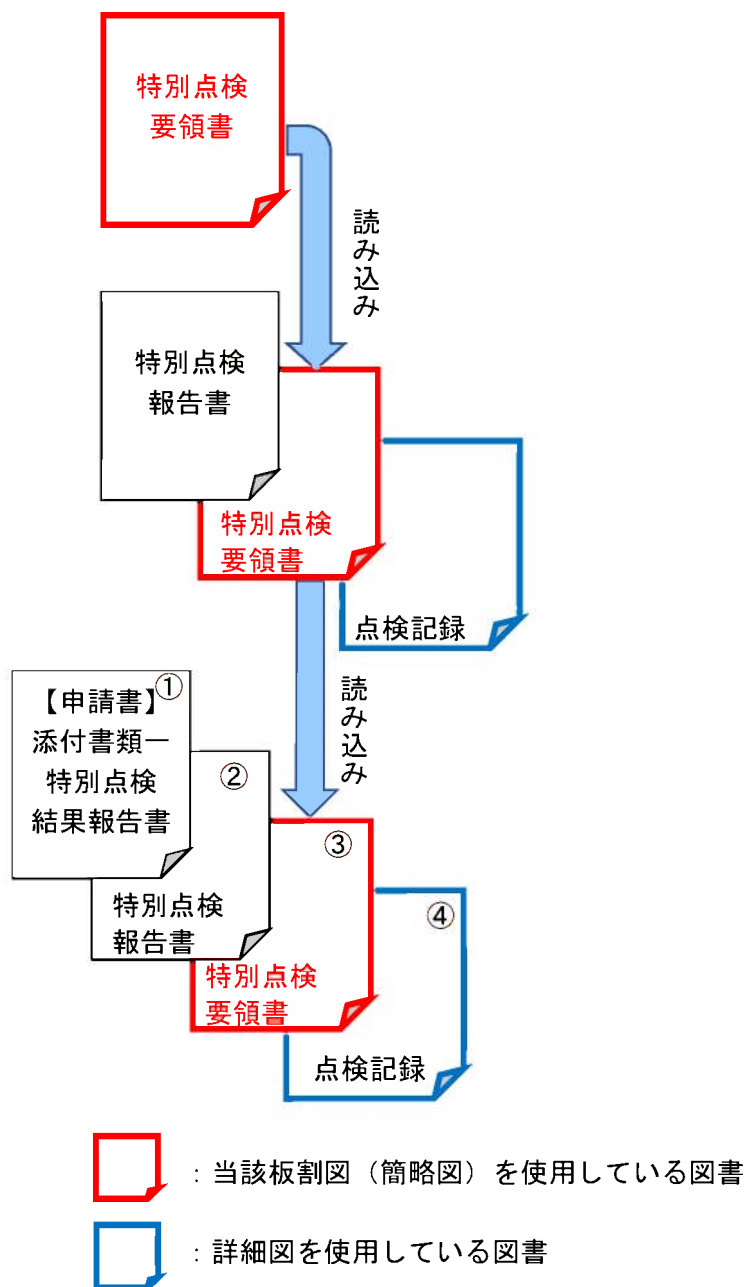 特別点検
要領書
読み込み
特別点検
報告書
特別点検
要領書
点検記録
読み込み
①
【申請書】
添付書類一
特別点検
結果報告書
②
特別点検
報告書
③
特別点検
要領書
④
点検記録
：当該板割図（簡略図）を使用している図書
：詳細図を使用している図書